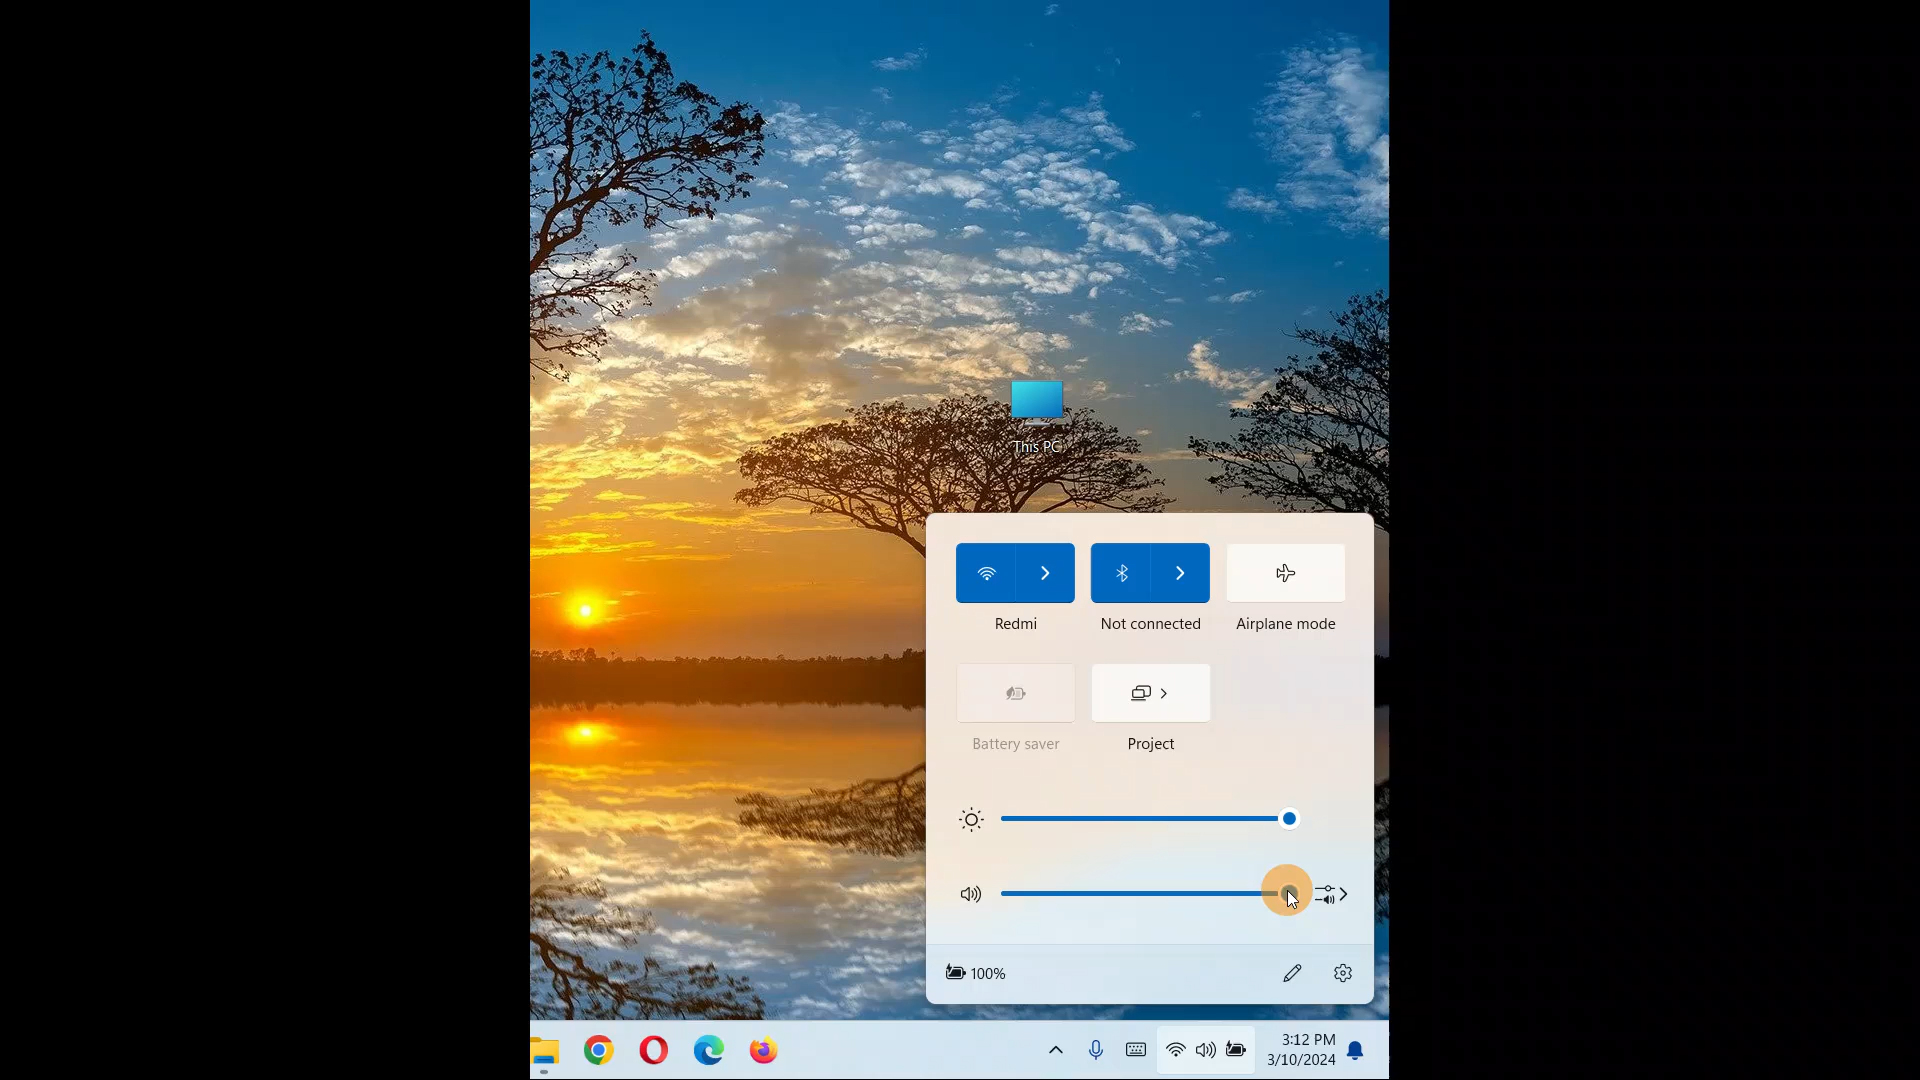 This PC
Redmi
Not connected
Airplane mode
Battery saver
Project
100%
3:12 PM
3/10/2024